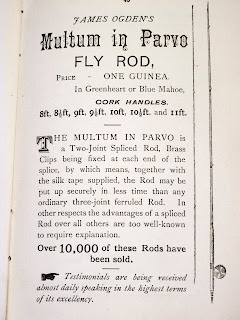 JAMES OGDEN'S
Multum in Parvo
FLY ROD,
PRICE - ONE GUINEA.
In Greenheart or Blue Mahoe,
CORK HANDLES.
8ft. 8½ft, 9ft. 9½ft. 10ft, 10½ft. and 11ft.
THE MULTUM IN PARVO is
a Two-Joint Spliced Rod, Brass
Clips being fixed at each end of the
splice, by which means, together with
the silk tape supplied, the Rod may be
put up securely in less time than any
ordinary three-joint ferruled Rod. In
other respects the advantages of a spliced
Rod over all others are too well-known
to require explanation.
Over 10,000 of these Rods have
been sold.
☛ Testimonials are being received
almost daily speaking in the highest terms
of its excellency.